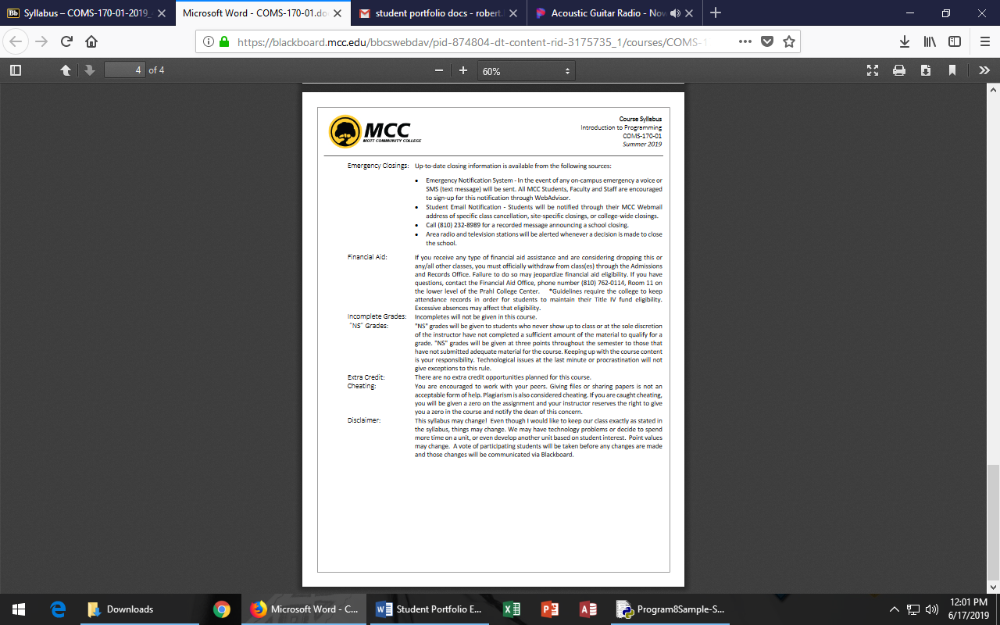 Syllabus – COMS-170-01-2019
Microsoft Word - COMS-170-01.do
student portfolio docs - robert.
Acoustic Guitar Radio - Now
https://blackboard.mcc.edu/bbcswebdav/pid-874804-dt-content-rid-3175735_1/courses/COMS-1
4 of 4
60%
MCC
MOTT COMMUNITY COLLEGE
Course Syllabus
Introduction to Programming
COMS-170-01
Summer 2019
Emergency Closings: Up-to-date closing information is available from the following sources:
• Emergency Notification System - In the event of any on-campus emergency a voice or
SMS (text message) will be sent. All MCC Students, Faculty and Staff are encouraged
to sign-up for this notification through WebAdvisor.
• Student Email Notification - Students will be notified through their MCC Webmail
address of specific class cancellation, site-specific closings, or college-wide closings.
• Call (810) 232-8989 for a recorded message announcing a school closing.
• Area radio and television stations will be alerted whenever a decision is made to close
the school.
Financial Aid: If you receive any type of financial aid assistance and are considering dropping this or
any/all other classes, you must officially withdraw from class(es) through the Admissions
and Records Office. Failure to do so may jeopardize financial aid eligibility. If you have
questions, contact the Financial Aid Office, phone number (810) 762-0114, Room 11 on
the lower level of the Prahl College Center. *Guidelines require the college to keep
attendance records in order for students to maintain their Title IV fund eligibility.
Excessive absences may affect that eligibility.
Incomplete Grades: Incompletes will not be given in this course.
"NS" Grades: "NS" grades will be given to students who never show up to class or at the sole discretion
of the instructor have not completed a sufficient amount of the material to qualify for a
grade. "NS" grades will be given at three points throughout the semester to those that
have not submitted adequate material for the course. Keeping up with the course content
is your responsibility. Technological issues at the last minute or procrastination will not
give exceptions to this rule.
Extra Credit: There are no extra credit opportunities planned for this course.
Cheating: You are encouraged to work with your peers. Giving files or sharing papers is not an
acceptable form of help. Plagiarism is also considered cheating. If you are caught cheating,
you will be given a zero on the assignment and your instructor reserves the right to give
you a zero in the course and notify the dean of this concern.
Disclaimer: This syllabus may change! Even though I would like to keep our class exactly as stated in
the syllabus, things may change. We may have technology problems or decide to spend
more time on a unit, or even develop another unit based on student interest. Point values
may change. A vote of participating students will be taken before any changes are made
and those changes will be communicated via Blackboard.
Downloads
Microsoft Word - C...
Student Portfolio E...
Program8Sample-S...
12:01 PM
6/17/2019